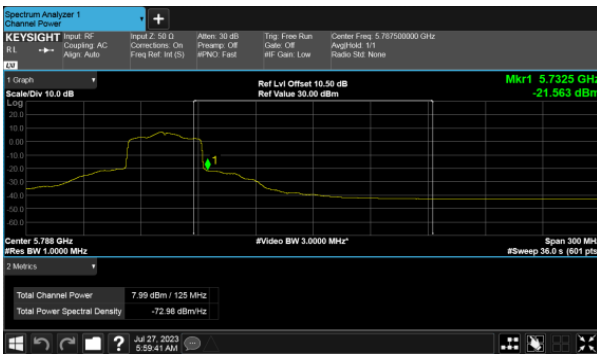 Spectrum Analyzer 1
Channel Power
+
KEYSIGHT Input: RF Input Z: 50 Ω Atten: 30 dB Trig: Free Run Center Freq: 5.787500000 GHz
RL Coupling: AC Corrections: On Preamp: Off Gate: Off Avg|Hold: 1/1
Align: Auto Freq Ref: Int (S) #PNO: Fast #IF Gain: Low Radio Std: None
LXI
1 Graph Ref Lvl Offset 10.50 dB Mkr1 5.7325 GHz
Scale/Div 10.0 dB Ref Value 30.00 dBm -21.563 dBm
Log
20.0
10.0
0.00
-10.0
-20.0
-30.0
-40.0
-50.0
-60.0
1
Center 5.788 GHz #Video BW 3.0000 MHz* Span 300 MHz
#Res BW 1.0000 MHz #Sweep 36.0 s (601 pts
2 Metrics
Total Channel Power 7.99 dBm / 125 MHz
Total Power Spectral Density -72.98 dBm/Hz
? Jul 27, 2023
5:59:41 AM